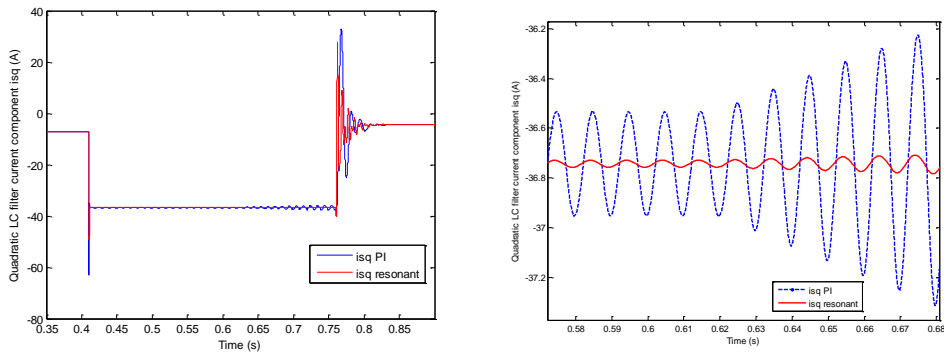 Quadratic LC filter current component isq (A)
40
20
0
-20
-40
-60
-80
0.35 0.4 0.45 0.5 0.55 0.6 0.65 0.7 0.75 0.8 0.85
Time (s)
isq PI
isq resonant
Quadratic LC filter current component isq (A)
-36.2
-36.4
-36.6
-36.8
-37
-37.2
0.58 0.59 0.6 0.61 0.62 0.63 0.64 0.65 0.66 0.67 0.68
Time (s)
isq PI
isq resonant